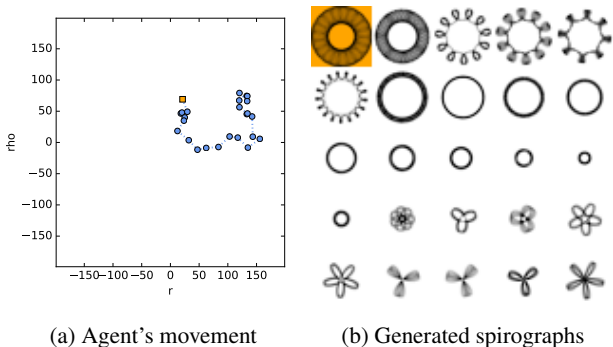 (a)
(b)
150
100
50
0
−50
−100
−150
rho
−150 −100 −50 0 50 100 150
r
(a) Agent's movement
(b) Generated spirographs